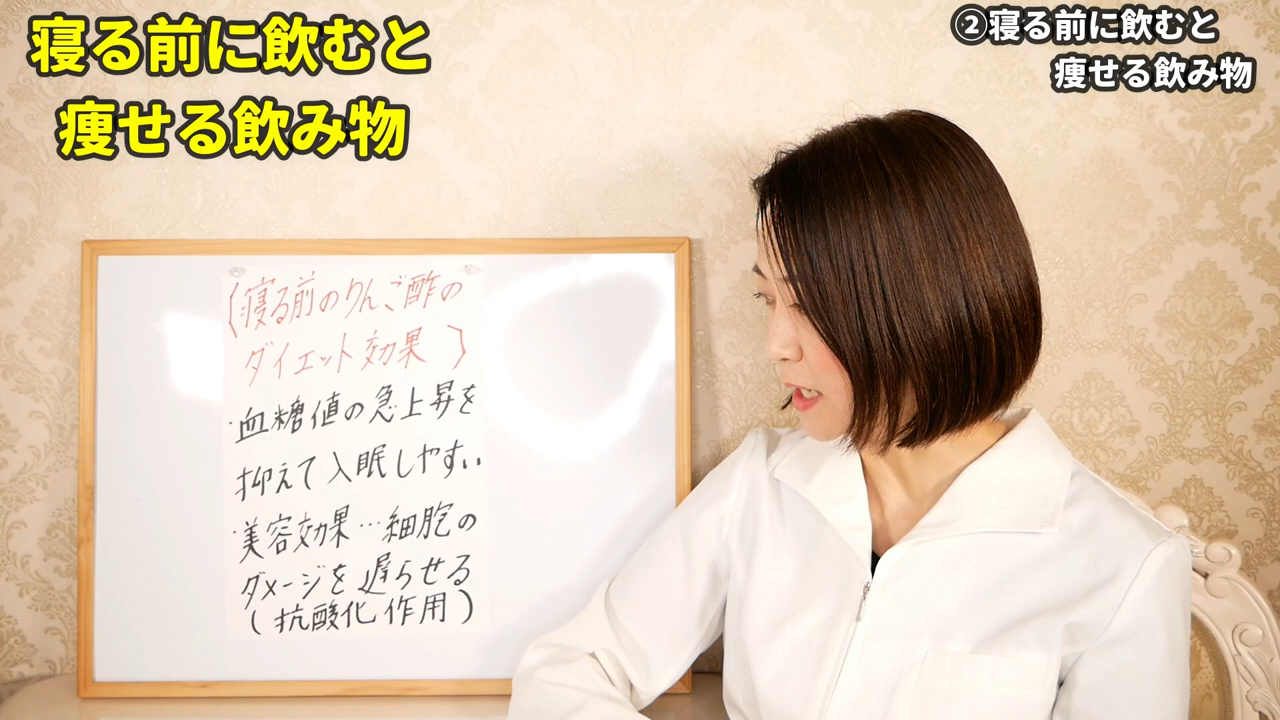 寝る前に飲むと
痩せる飲み物
②寝る前に飲むと
痩せる飲み物
〈寝る前のりんご酢の
ダイエット効果〉
・血糖値の急上昇を
抑えて入眠しやすい
・美容効果…細胞の
ダメージを遅らせる
(抗酸化作用)